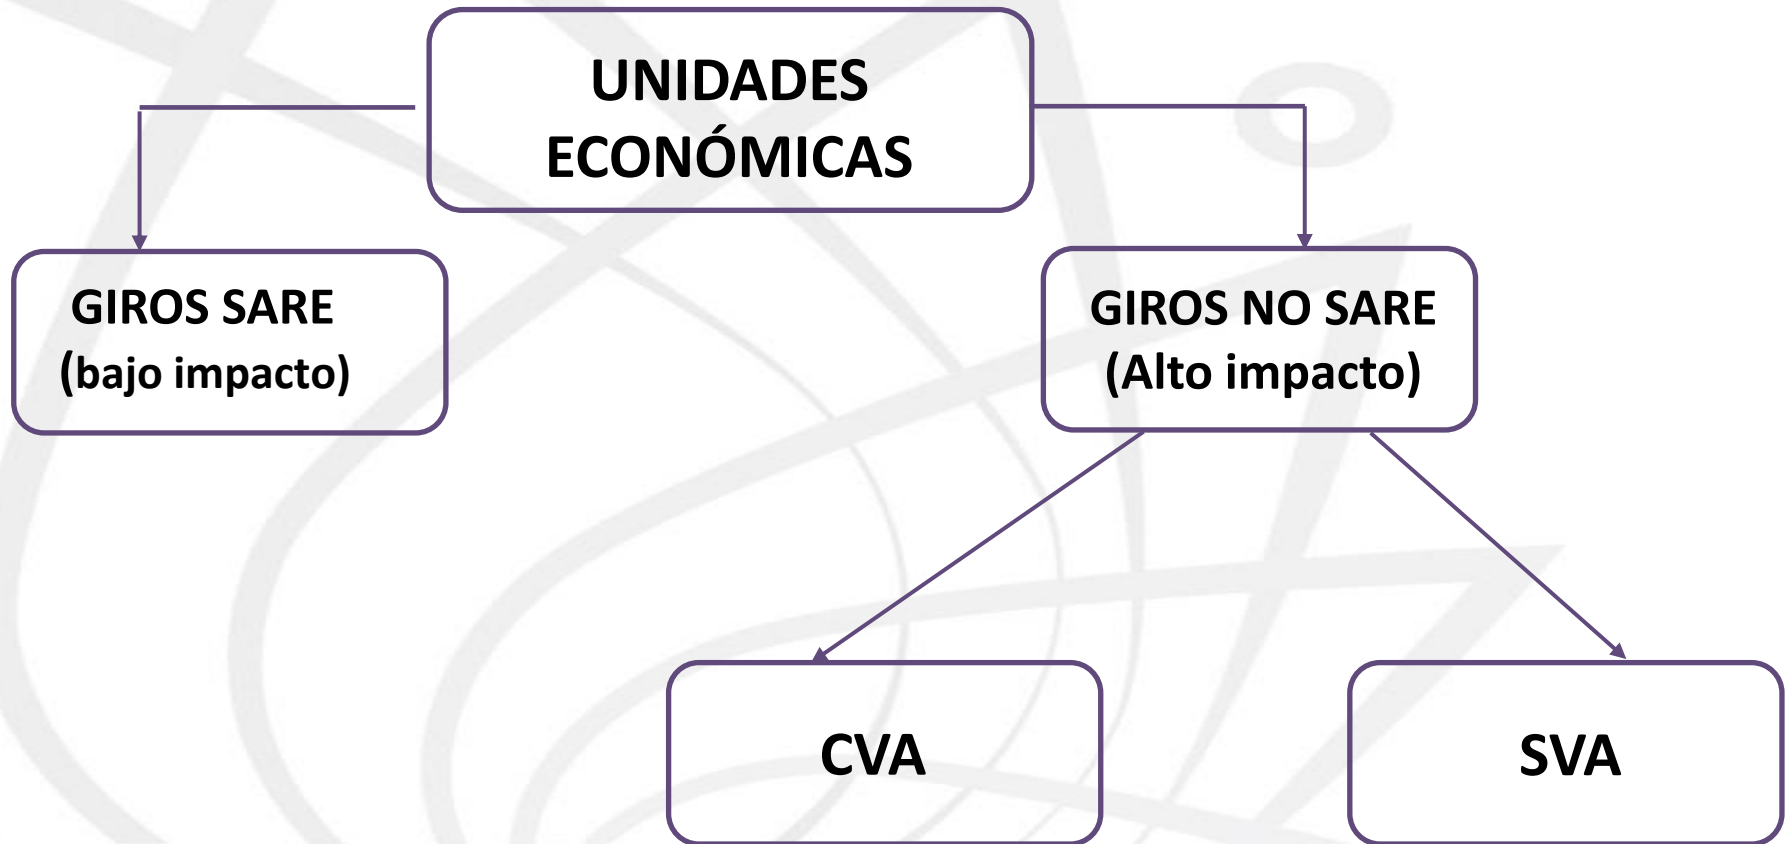 UNIDADES
ECONÓMICAS
GIROS SARE
(bajo impacto)
GIROS NO SARE
(Alto impacto)
CVA
SVA